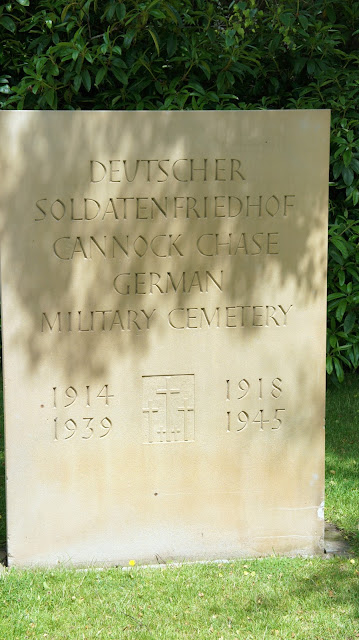 DEUTSCHER
SOLDATENFRIEDHOF
CANNOCK CHASE
GERMAN
MILITARY CEMETERY
1914 1918
1939 1945